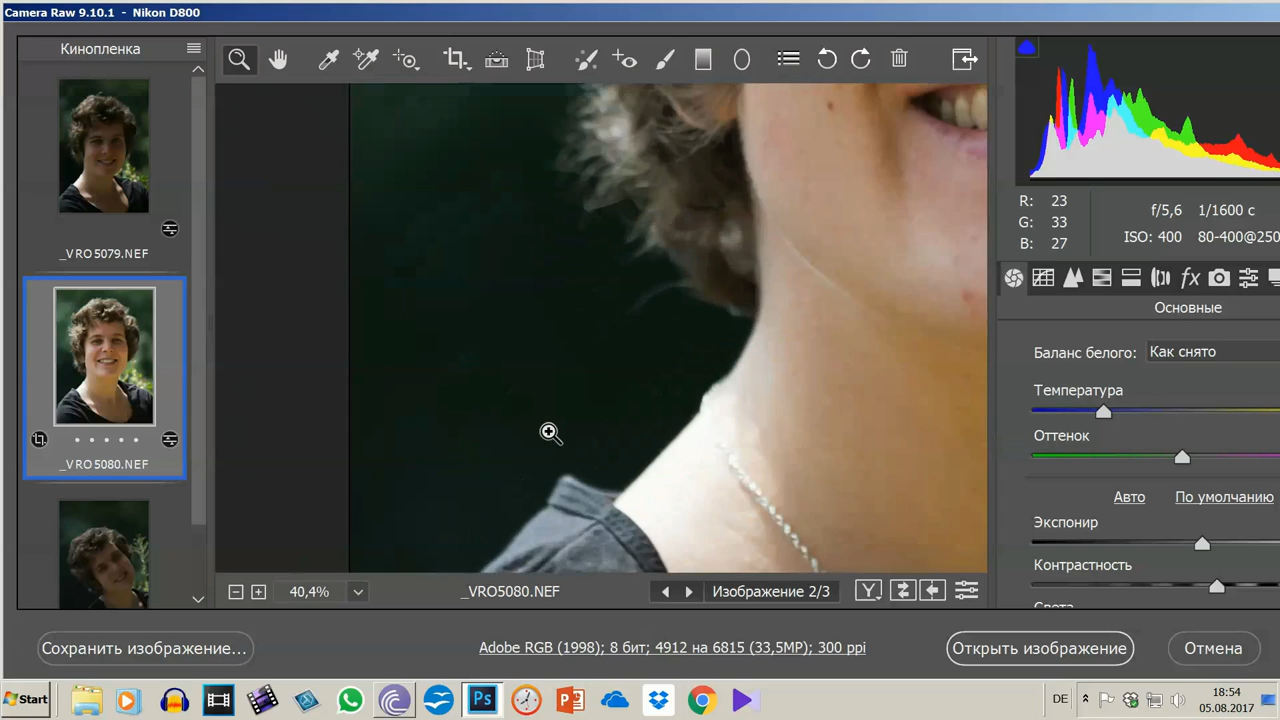 Camera Raw 9.10.1 - Nikon D800
Кинопленка
_VRO5079.NEF
_VRO5080.NEF
40,4%
_VRO5080.NEF
Изображение 2/3
R: 23
G: 33
B: 27
f/5,6 1/1600 с
ISO: 400 80-400@250
fx
Основные
Баланс белого: Как снято
Температура
Оттенок
Авто По умолчанию
Экспонир
Контрастность
Света
Сохранить изображение...
Adobe RGB (1998); 8 бит; 4912 на 6815 (33,5MP); 300 ppi
Открыть изображение
Отмена
Start
Ps
DE
18:54
05.08.2017